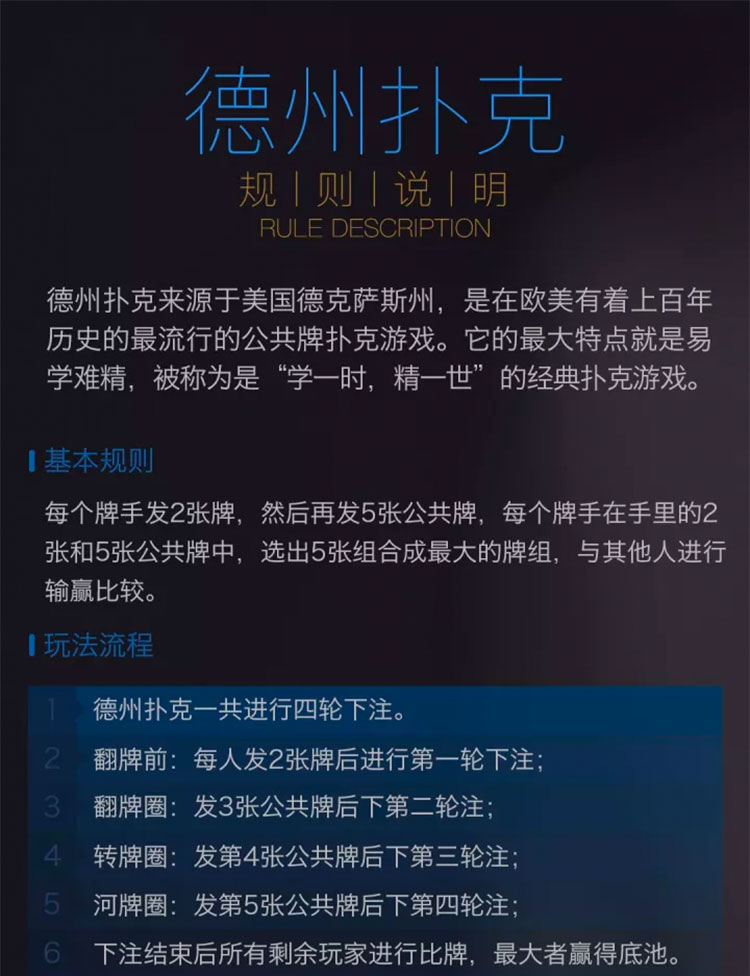 德州扑克
规|则|说|明
RULE DESCRIPTION
德州扑克来源于美国德克萨斯州，是在欧美有着上百年
历史的最流行的公共牌扑克游戏。它的最大特点就是易
学难精，被称为是“学一时，精一世”的经典扑克游戏。
基本规则
每个牌手发2张牌，然后再发5张公共牌，每个牌手在手里的2
张和5张公共牌中，选出5张组合成最大的牌组，与其他人进行
输赢比较。
玩法流程
1 德州扑克一共进行四轮下注。
2 翻牌前：每人发2张牌后进行第一轮下注；
3 翻牌圈：发3张公共牌后下第二轮注；
4 转牌圈：发第4张公共牌后下第三轮注；
5 河牌圈：发第5张公共牌后下第四轮注；
6 下注结束后所有剩余玩家进行比牌，最大者赢得底池。